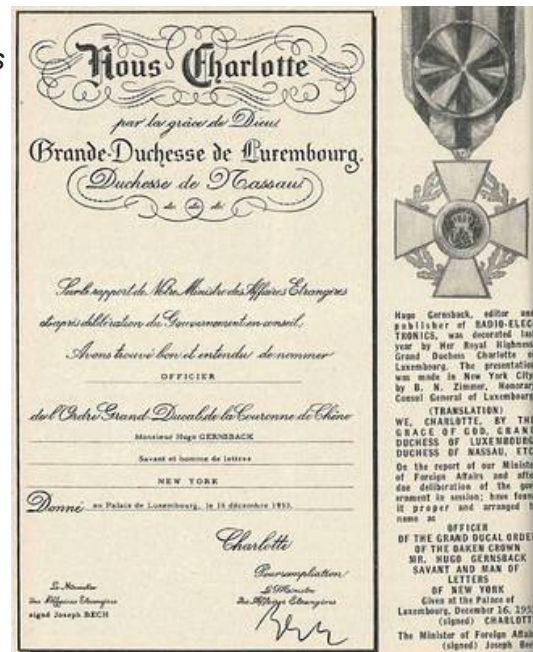 s
Nous Charlotte
par la grâce de Dieu
Grande-Duchesse de Luxembourg,
Duchesse de Nassau
&c &c &c
Sur le rapport de Notre Ministre des Affaires Etrangères
et après délibération du Gouvernement en conseil;
Avons trouvé bon et entendu de nommer
OFFICIER
de l'Ordre Grand-Ducal de la Couronne de Chêne
Monsieur Hugo GERNSBACK
Savant et homme de lettres
NEW YORK
Donné au Palais de Luxembourg, le 16 décembre 1953.
Charlotte
Pour ampliation
Le Ministre
des Affaires Etrangères
Le Ministre
des Affaires Etrangères
signé Joseph BECH
Hugo Gernsback, editor and
publisher of RADIO-ELEC-
TRONICS, was decorated last
year by Her Royal Highness
Grand Duchess Charlotte of
Luxembourg. The presentation
was made in New York City
by B. N. Zimmer, Honorary
Consul General of Luxembourg
(TRANSLATION)
WE, CHARLOTTE, BY THE
GRACE OF GOD, GRAND
DUCHESS OF LUXEMBOURG
DUCHESS OF NASSAU, ETC
On the report of our Minister
of Foreign Affairs and after
due deliberation of the gov-
ernment in session; have found
it proper and arranged to
name as
OFFICER
OF THE GRAND DUCAL ORDER
OF THE OAKEN CROWN
MR. HUGO GERNSBACK
SAVANT AND MAN OF
LETTERS
OF NEW YORK
Given at the Palace of
Luxembourg, December 16, 195
(signed) CHARLOTT
The Minister of Foreign Affair
(signed) Joseph Bec